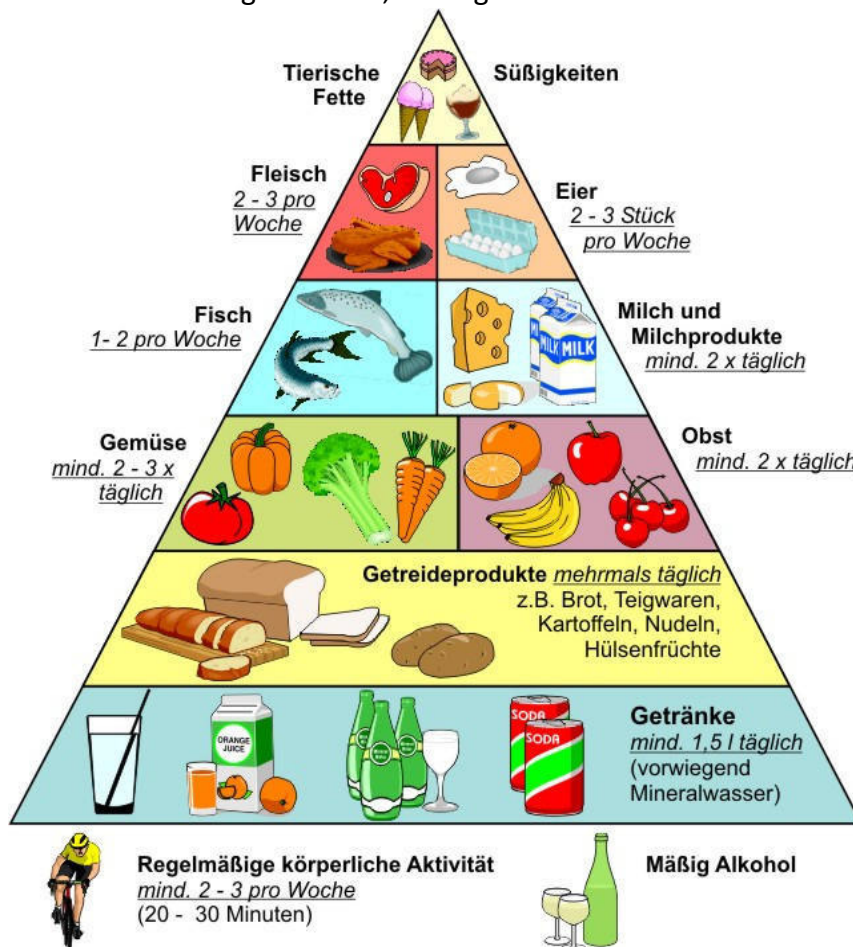 Tierische
Fette
Süßigkeiten
Fleisch
2 - 3 pro
Woche
Eier
2 - 3 Stück
pro Woche
Fisch
1- 2 pro Woche
MILK
MILK
Milch und
Milchprodukte
mind. 2 x täglich
Gemüse
mind. 2 - 3 x
täglich
Obst
mind. 2 x täglich
Getreideprodukte mehrmals täglich
z.B. Brot, Teigwaren,
Kartoffeln, Nudeln,
Hülsenfrüchte
ORANGE
JUICE
SODA
SODA
Getränke
mind. 1,5 l täglich
(vorwiegend
Mineralwasser)
Regelmäßige körperliche Aktivität
mind. 2 - 3 pro Woche
(20 - 30 Minuten)
Mäßig Alkohol